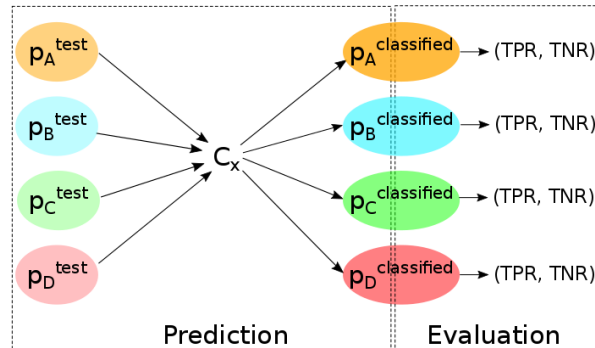 p_A^test p_A^classified (TPR, TNR)
p_B^test p_B^classified (TPR, TNR)
C_x
p_C^test p_C^classified (TPR, TNR)
p_D^test p_D^classified (TPR, TNR)
Prediction Evaluation